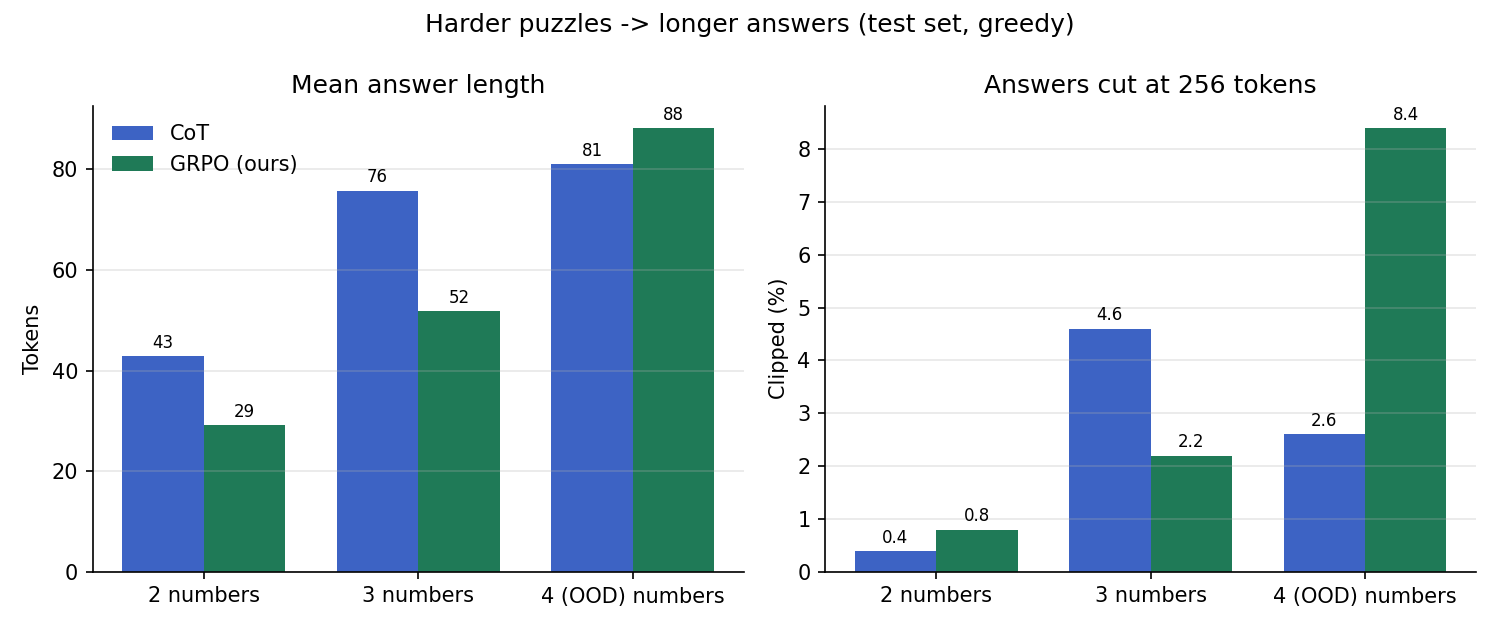 Harder puzzles -> longer answers (test set, greedy)
Mean answer length
CoT
GRPO (ours)
Tokens
0
20
40
60
80
43
29
76
52
81
88
2 numbers
3 numbers
4 (OOD) numbers
Answers cut at 256 tokens
Clipped (%)
0
1
2
3
4
5
6
7
8
0.4
0.8
4.6
2.2
2.6
8.4
2 numbers
3 numbers
4 (OOD) numbers